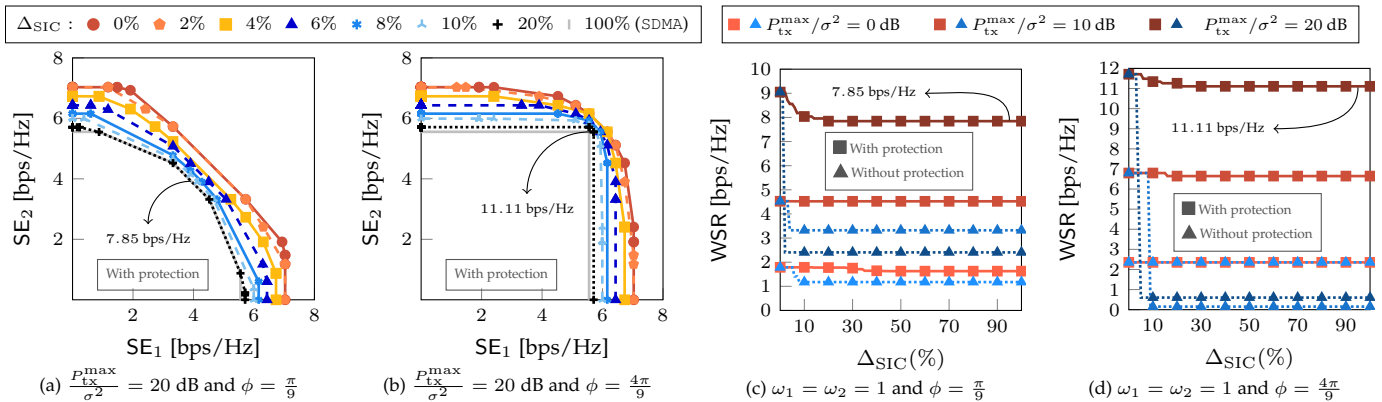 Δ_SIC : 0% 2% 4% 6% 8% 10% 20% 100% (SDMA)
P_tx^max/σ² = 0 dB P_tx^max/σ² = 10 dB P_tx^max/σ² = 20 dB
8
6
4
2
2 4 6 8
SE₂ [bps/Hz]
SE₁ [bps/Hz]
7.85 bps/Hz
With protection
(a) P_tx^max/σ² = 20 dB and ϕ = π/9
8
6
4
2
2 4 6 8
SE₂ [bps/Hz]
SE₁ [bps/Hz]
11.11 bps/Hz
With protection
(b) P_tx^max/σ² = 20 dB and ϕ = 4π/9
10
9
8
7
6
5
4
3
2
1
0
10 30 50 70 90
WSR [bps/Hz]
Δ_SIC(%)
7.85 bps/Hz
With protection
Without protection
(c) ω₁ = ω₂ = 1 and ϕ = π/9
12
11
10
9
8
7
6
5
4
3
2
1
0
10 30 50 70 90
WSR [bps/Hz]
Δ_SIC(%)
11.11 bps/Hz
With protection
Without protection
(d) ω₁ = ω₂ = 1 and ϕ = 4π/9